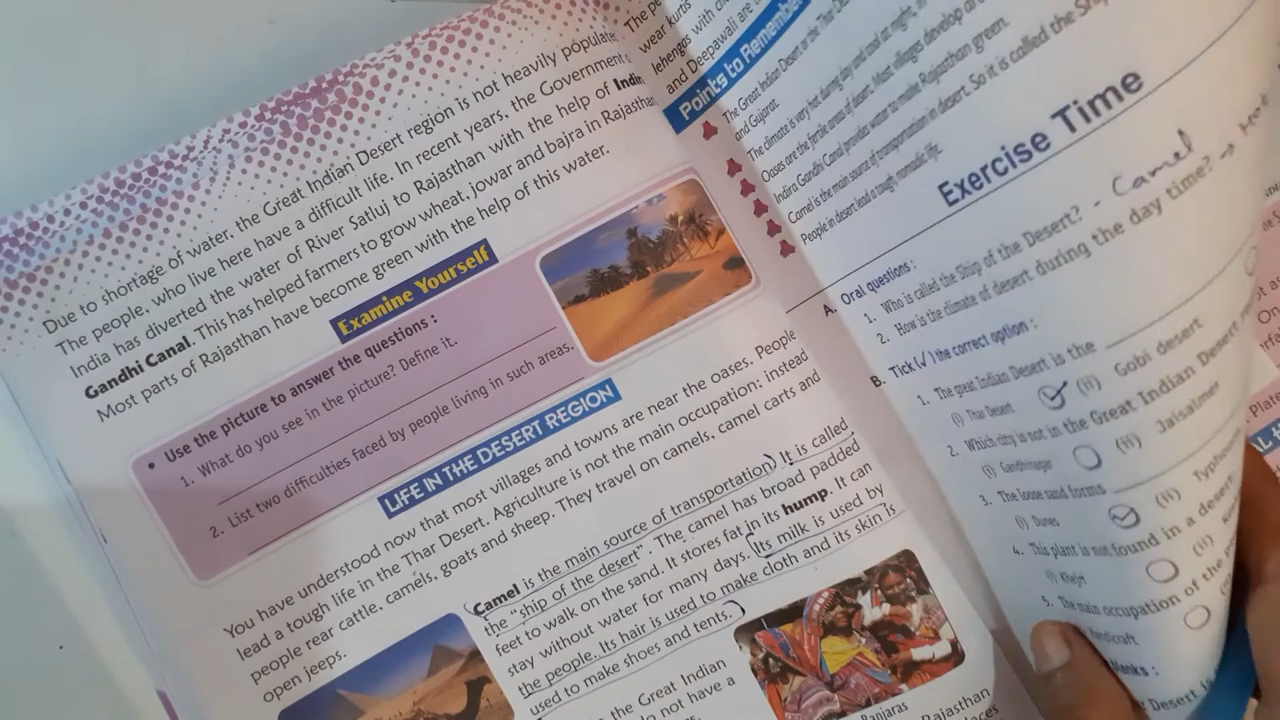 Due to shortage of water, the Great Indian Desert region is not heavily
The people, who live here have a difficult life. In recent years, the Government
India has diverted the water of River Satluj to Rajasthan with the help of
Gandhi Canal. This has helped farmers to grow wheat, jowar and bajra in Rajasthan
Most parts of Rajasthan have become green with the help of this water.
Examine Yourself
• Use the picture to answer the questions :
1. What do you see in the picture? Define it.
2. List two difficulties faced by people living in such areas.
LIFE IN THE DESERT REGION
You have understood now that most villages and towns are near the oases. People
lead a tough life in the Thar Desert. Agriculture is not the main occupation; instead
people rear cattle, camels, goats and sheep. They travel on camels, camel carts and
open jeeps.
Camel is the main source of transportation) It is called
the "ship of the desert". The camel has broad padded
feet to walk on the sand. It stores fat in its hump. It can
stay without water for many days. Its milk is used by
the people. Its hair is used to make cloth and its skin is
used to make shoes and tents.)
the Great Indian
do not have a
Banjaras
Rajasthan
wear kurtis
lehengas with
and Deepawali are
Points to Remember
The Great Indian Desert or the Thar
and Gujarat.
The climate is very hot during day and cool at night,
Oases are the fertile areas of desert. Most villages develop
Indira Gandhi Canal provides water to make Rajasthan green.
Camel is the main source of transportation in desert. So it is called the Ship
People in desert lead a tough nomadic life.
Exercise Time
A. Oral questions :
1. Who is called the Ship of the Desert? - Camel
2. How is the climate of desert during the day time? → Hot
B. Tick (√) the correct option :
1. The great Indian Desert is the
(i) Thar Desert (ii) Gobi desert
2. Which city is not in the Great Indian Desert
(i) Gandhinagar (ii) Jaisalmer
3. The loose sand forms
(i) Dunes (ii)
4. This plant is not found in a desert
(i) Khejri (ii)
5. The main occupation of the